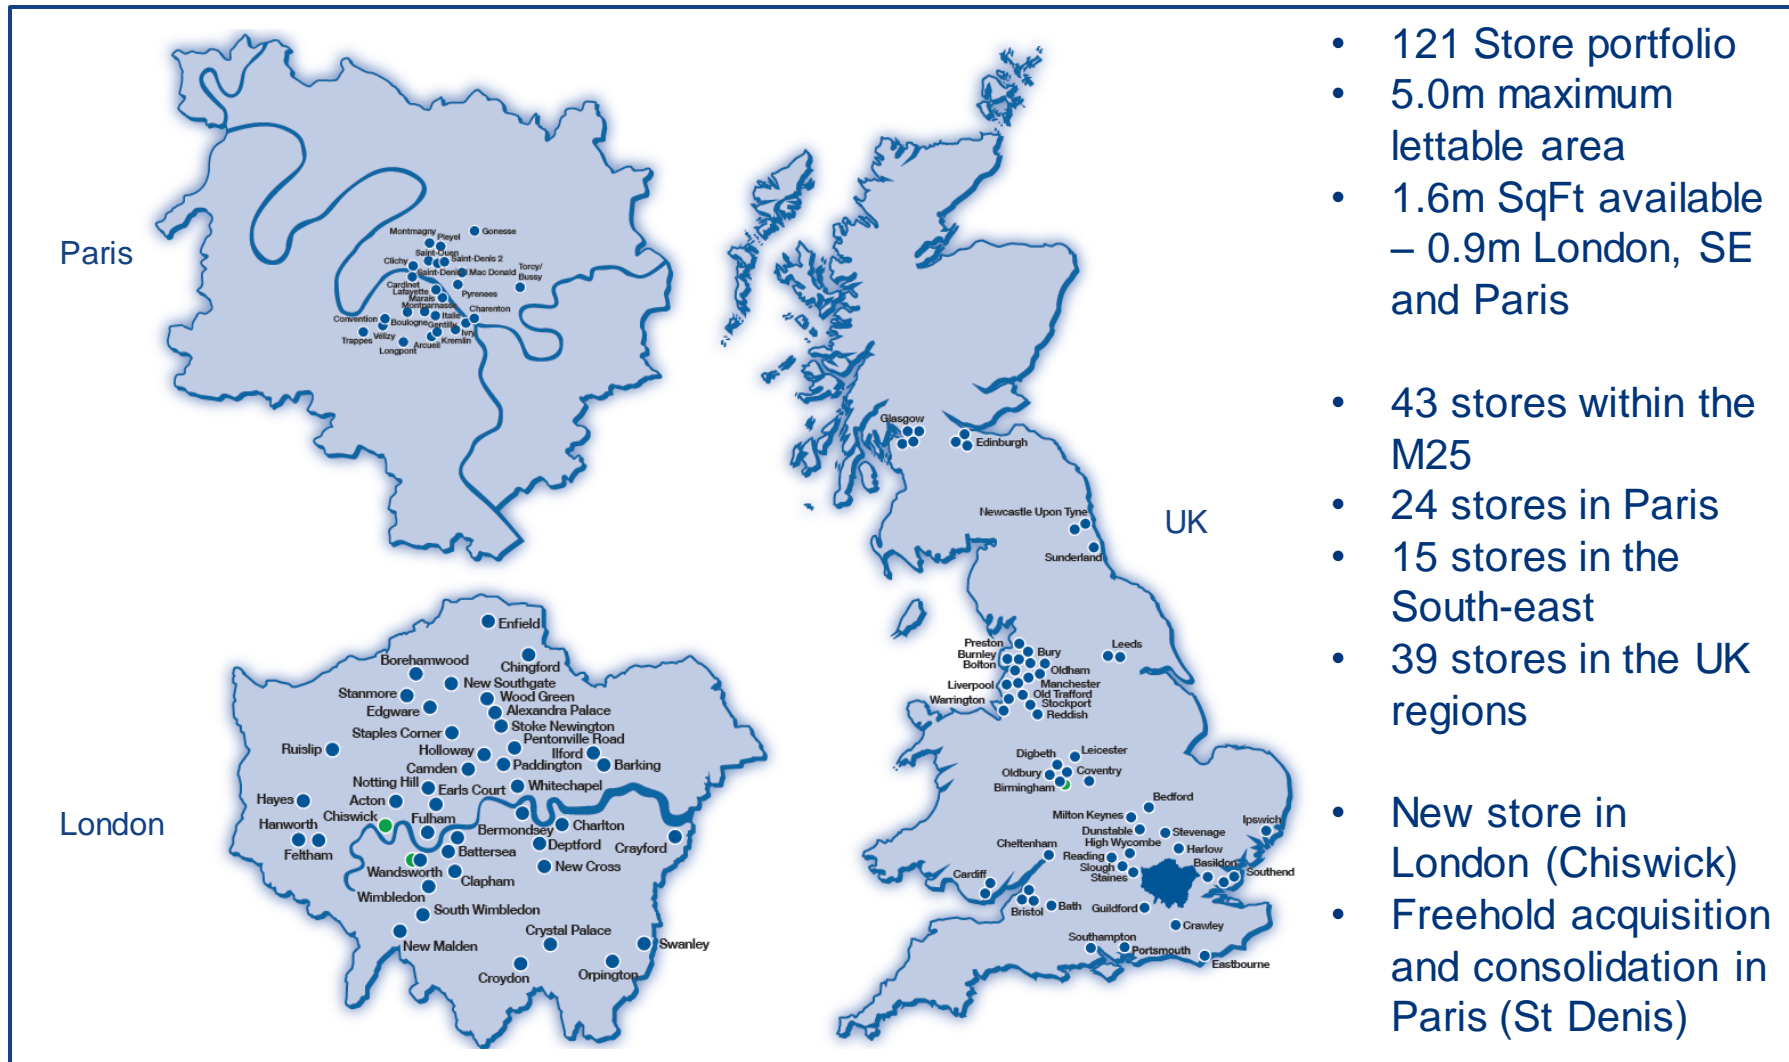 Paris
Montmagny
Pleyel
Gonesse
Saint-Ouen
Saint-Denis 2
Clichy
Saint-Denis
Mac Donald
Torcy/
Bussy
Cardinet
Lafayette
Pyrenees
Marais
Montparnasse
Charenton
Convention
Boulogne
Italie
Gentilly
Ivry
Trappes
Vélizy
Kremlin
Arcueil
Longpont
London
Enfield
Chingford
Borehamwood
New Southgate
Stanmore
Wood Green
Edgware
Alexandra Palace
Stoke Newington
Staples Corner
Pentonville Road
Ruislip
Holloway
Ilford
Camden
Paddington
Barking
Notting Hill
Earls Court
Whitechapel
Hayes
Acton
Chiswick
Fulham
Hanworth
Bermondsey
Charlton
Feltham
Battersea
Deptford
Crayford
Wandsworth
Clapham
New Cross
Wimbledon
South Wimbledon
New Malden
Crystal Palace
Swanley
Croydon
Orpington
UK
Glasgow
Edinburgh
Newcastle Upon Tyne
Sunderland
Preston
Bury
Leeds
Burnley
Bolton
Oldham
Liverpool
Manchester
Warrington
Old Trafford
Stockport
Reddish
Digbeth
Leicester
Oldbury
Coventry
Birmingham
Bedford
Milton Keynes
Ipswich
Dunstable
Stevenage
High Wycombe
Cheltenham
Harlow
Reading
Basildon
Slough
Southend
Staines
Cardiff
Bath
Bristol
Guildford
Crawley
Southampton
Portsmouth
Eastbourne
• 121 Store portfolio
• 5.0m maximum
lettable area
• 1.6m SqFt available
– 0.9m London, SE
and Paris
• 43 stores within the
M25
• 24 stores in Paris
• 15 stores in the
South-east
• 39 stores in the UK
regions
• New store in
London (Chiswick)
• Freehold acquisition
and consolidation in
Paris (St Denis)